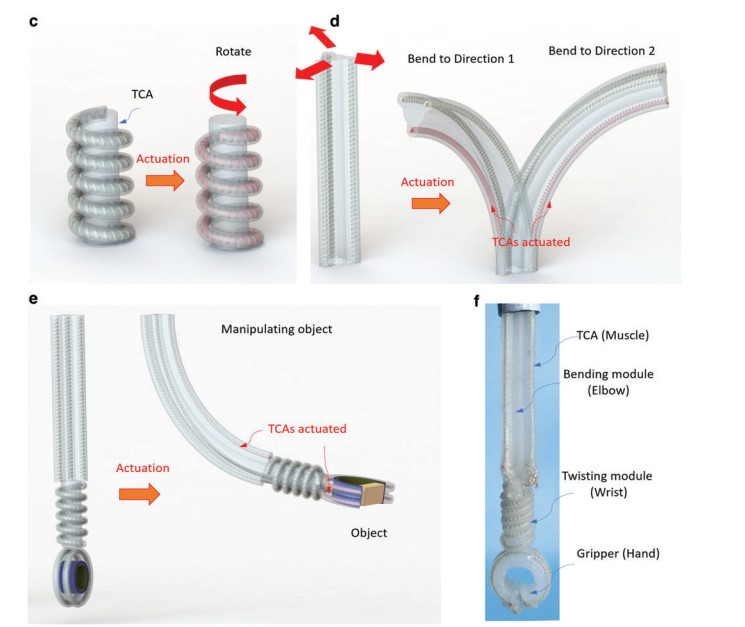 c
Rotate
TCA
Actuation
d
Bend to Direction 1
Bend to Direction 2
Actuation
TCAs actuated
e
Manipulating object
TCAs actuated
Actuation
Object
f
TCA (Muscle)
Bending module
(Elbow)
Twisting module
(Wrist)
Gripper (Hand)